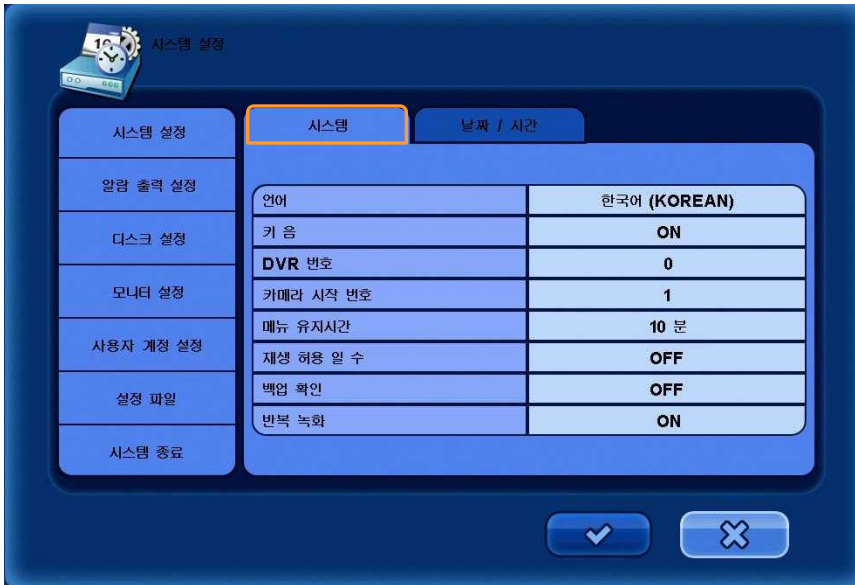 시스템 설정
시스템 설정
알람 출력 설정
디스크 설정
모니터 설정
사용자 계정 설정
설정 파일
시스템 종료
시스템
날짜 / 시간
언어 한국어 (KOREAN)
키 음 ON
DVR 번호 0
카메라 시작 번호 1
메뉴 유지시간 10 분
재생 허용 일 수 OFF
백업 확인 OFF
반복 녹화 ON